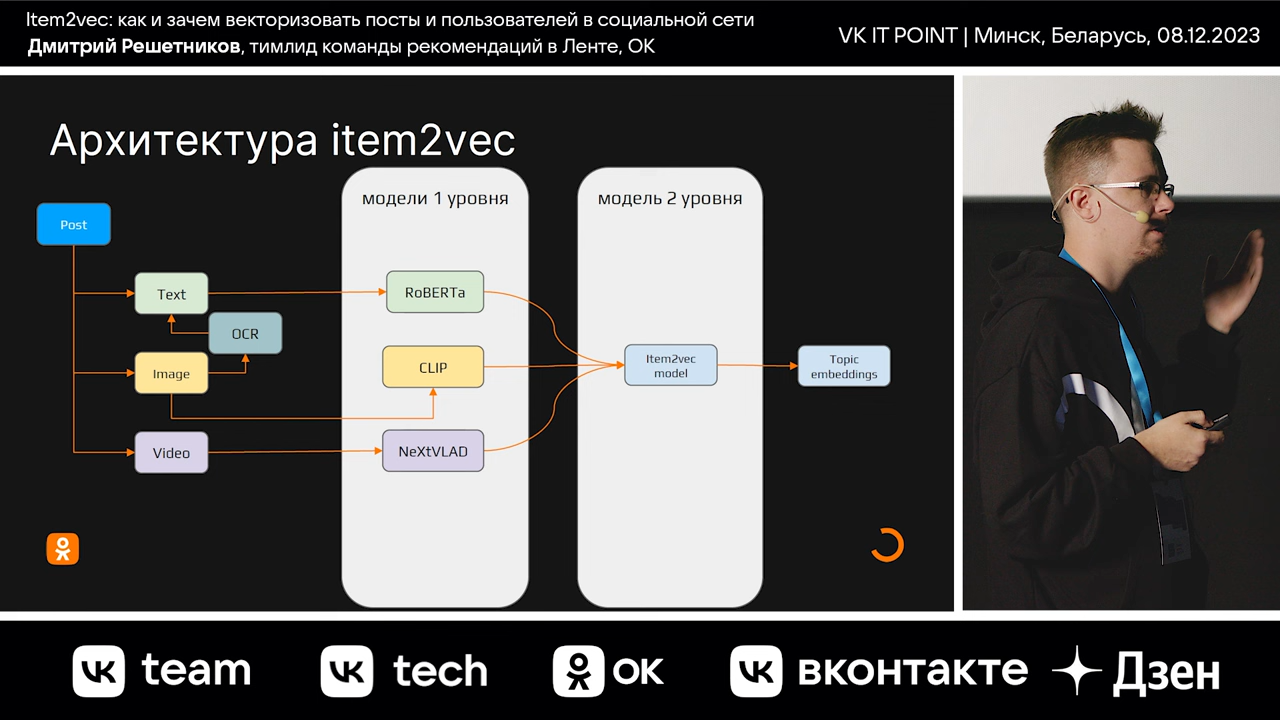 Item2vec: как и зачем векторизовать посты и пользователей в социальной сети
Дмитрий Решетников, тимлид команды рекомендаций в Ленте, ОК
VK IT POINT | Минск, Беларусь, 08.12.2023
Архитектура item2vec
модели 1 уровня
модель 2 уровня
Post
Text
RoBERTa
OCR
Image
CLIP
Item2vec
model
Topic
embeddings
Video
NeXtVLAD
team
tech
ОК
ВКОНТАКТЕ
Дзен